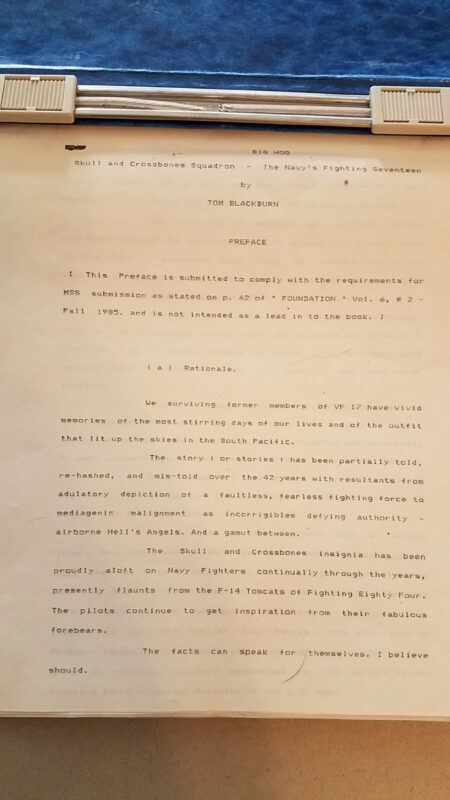 BIG HOG
Skull and Crossbones Squadron - The Navy's Fighting Seventeen
by
TOM BLACKBURN
PREFACE
[ This Preface is submitted to comply with the requirements for
MSS submission as stated on p. 62 of " FOUNDATION " Vol. 6, # 2 -
Fall 1985. and is not intended as a lead in to the book. ]
( a ) Rationale.
We surviving former members of VF 17 have vivid
memories of the most stirring days of our lives and of the outfit
that lit up the skies in the South Pacific.
The story ( or stories ) has been partially told,
re-hashed, and mis-told over the 42 years with resultants from
adulatory depiction of a faultless, fearless fighting force to
mediagenic malignment as incorrigibles defying authority -
airborne Hell's Angels. And a gamut between.
The Skull and Crossbones insignia has been
proudly aloft on Navy Fighters continually through the years,
presently flaunts from the F-14 Tomcats of Fighting Eighty Four.
The pilots continue to get inspiration from their fabulous
forebears.
The facts can speak for themselves. I believe
should.